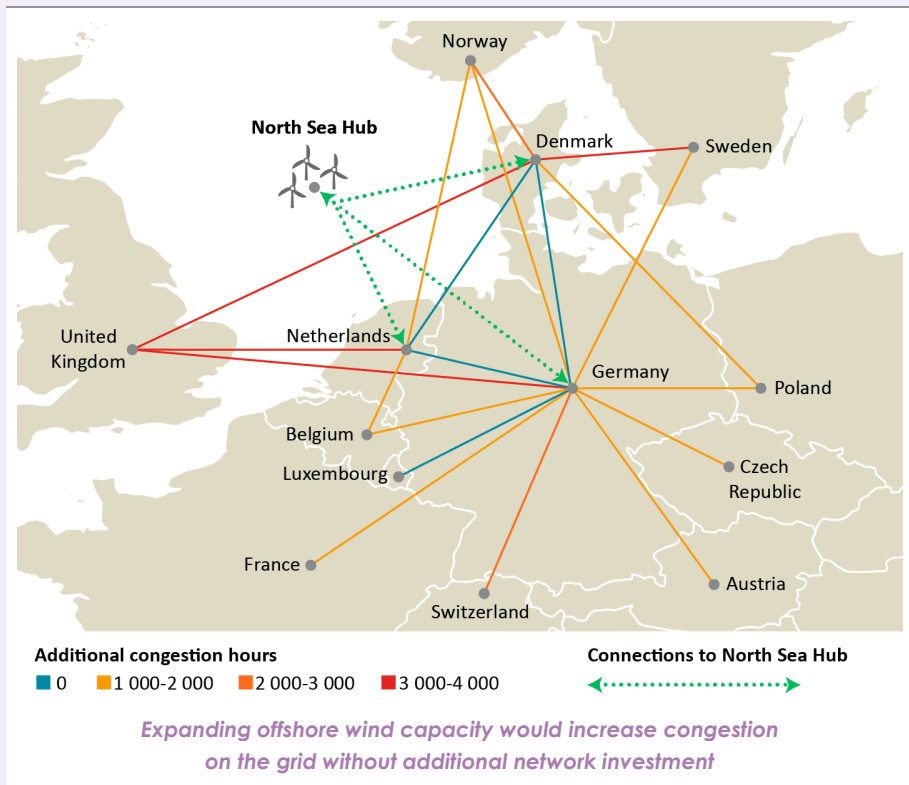 Norway
North Sea Hub
Denmark
Sweden
United
Kingdom
Netherlands
Germany
Poland
Belgium
Luxembourg
Czech
Republic
France
Austria
Switzerland
Additional congestion hours
0
1 000-2 000
2 000-3 000
3 000-4 000
Connections to North Sea Hub
Expanding offshore wind capacity would increase congestion
on the grid without additional network investment